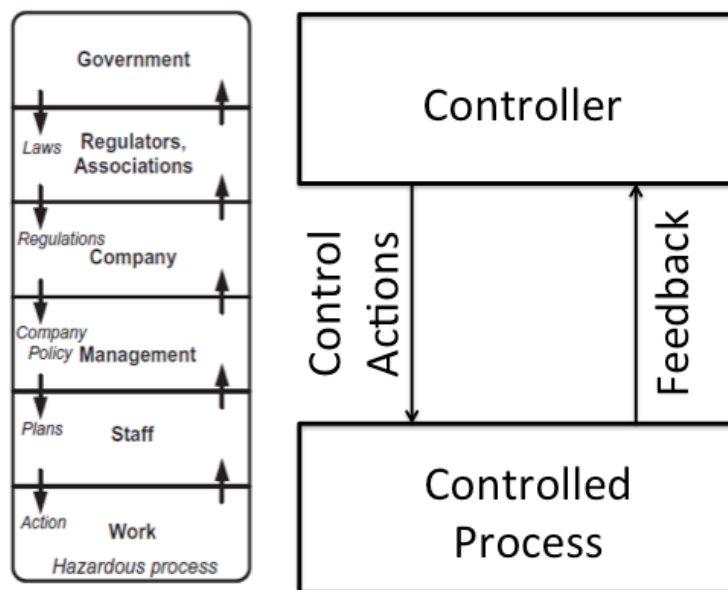 Government
Laws
Regulators,
Associations
Regulations
Company
Company
Policy
Management
Plans
Staff
Action
Work
Hazardous process
Controller
Control
Actions
Feedback
Controlled
Process